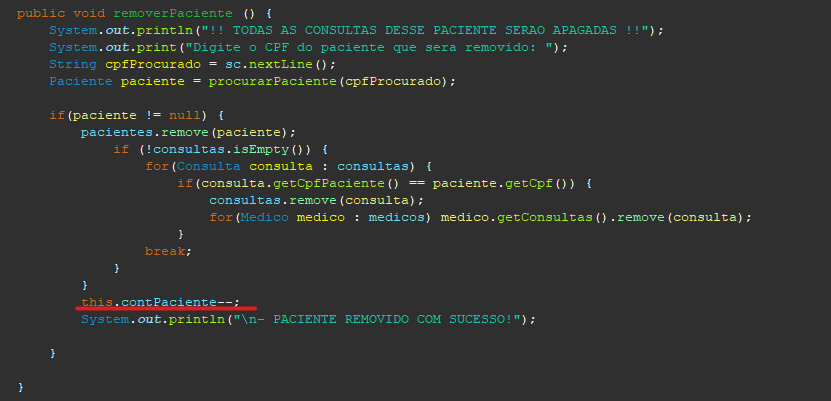 public void removerPaciente () {
System.out.println("!! TODAS AS CONSULTAS DESSE PACIENTE SERAO APAGADAS !!");
System.out.print("Digite o CPF do paciente que sera removido: ");
String cpfProcurado = sc.nextLine();
Paciente paciente = procurarPaciente(cpfProcurado);
if(paciente != null) {
pacientes.remove(paciente);
if (!consultas.isEmpty()) {
for(Consulta consulta : consultas) {
if(consulta.getCpfPaciente() == paciente.getCpf()) {
consultas.remove(consulta);
for(Medico medico : medicos) medico.getConsultas().remove(consulta);
}
break;
}
}
this.contPaciente--;
System.out.println("\n- PACIENTE REMOVIDO COM SUCESSO!");
}
}